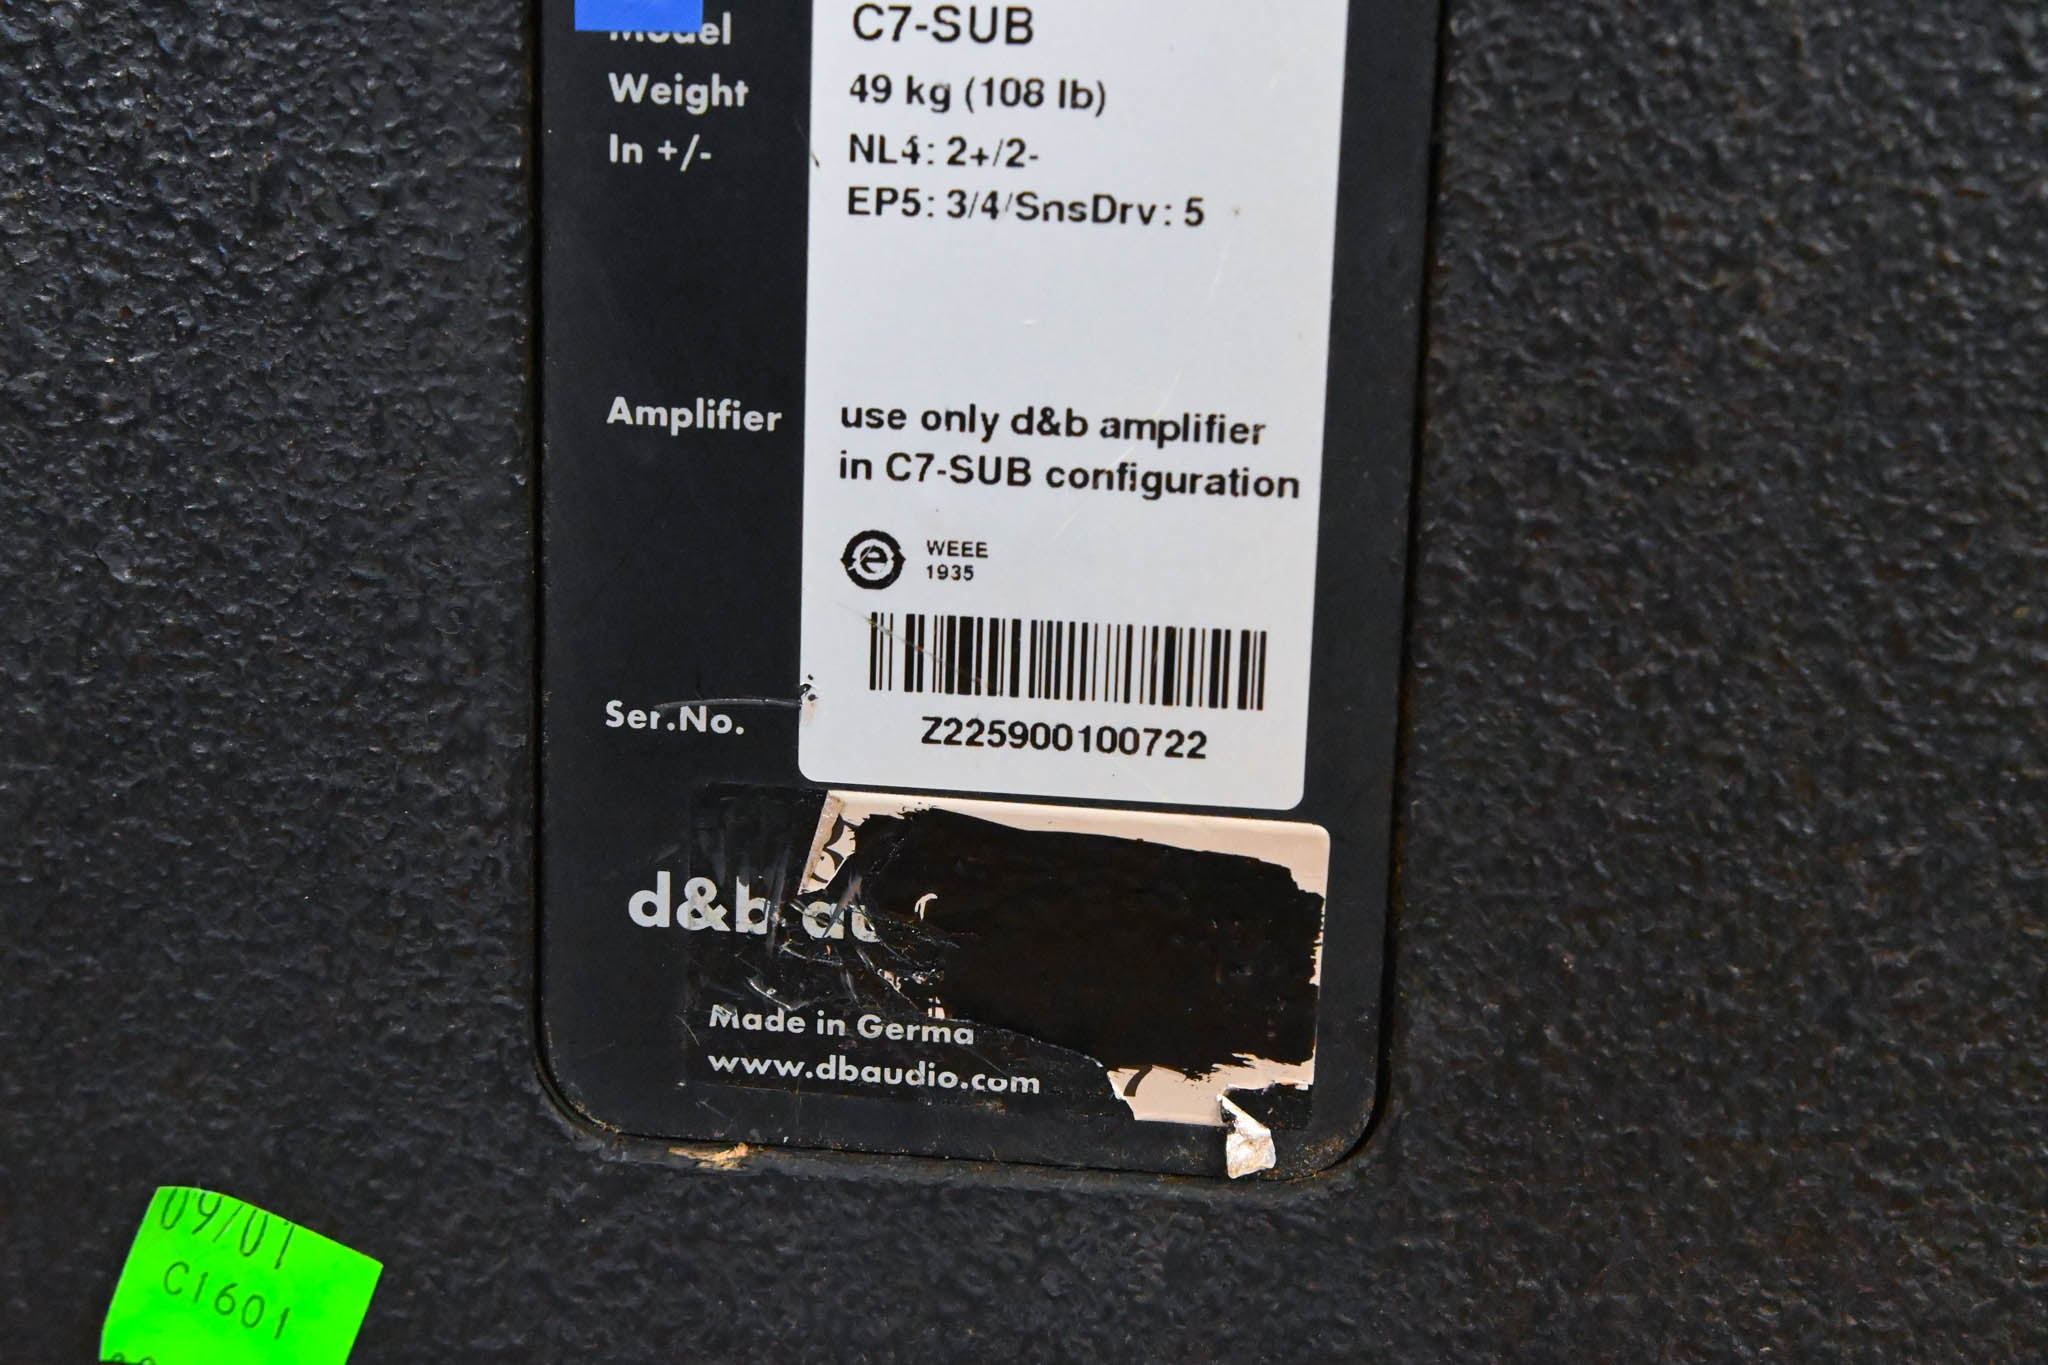 Model C7-SUB
Weight 49 kg (108 lb)
In +/- NL4: 2+/2-
EP5: 3/4/SnsDrv: 5
Amplifier use only d&b amplifier
in C7-SUB configuration
e WEEE
1935
Ser.No. Z225900100722
d&b au
Made in Germa
www.dbaudio.com
7
09/01
C1601